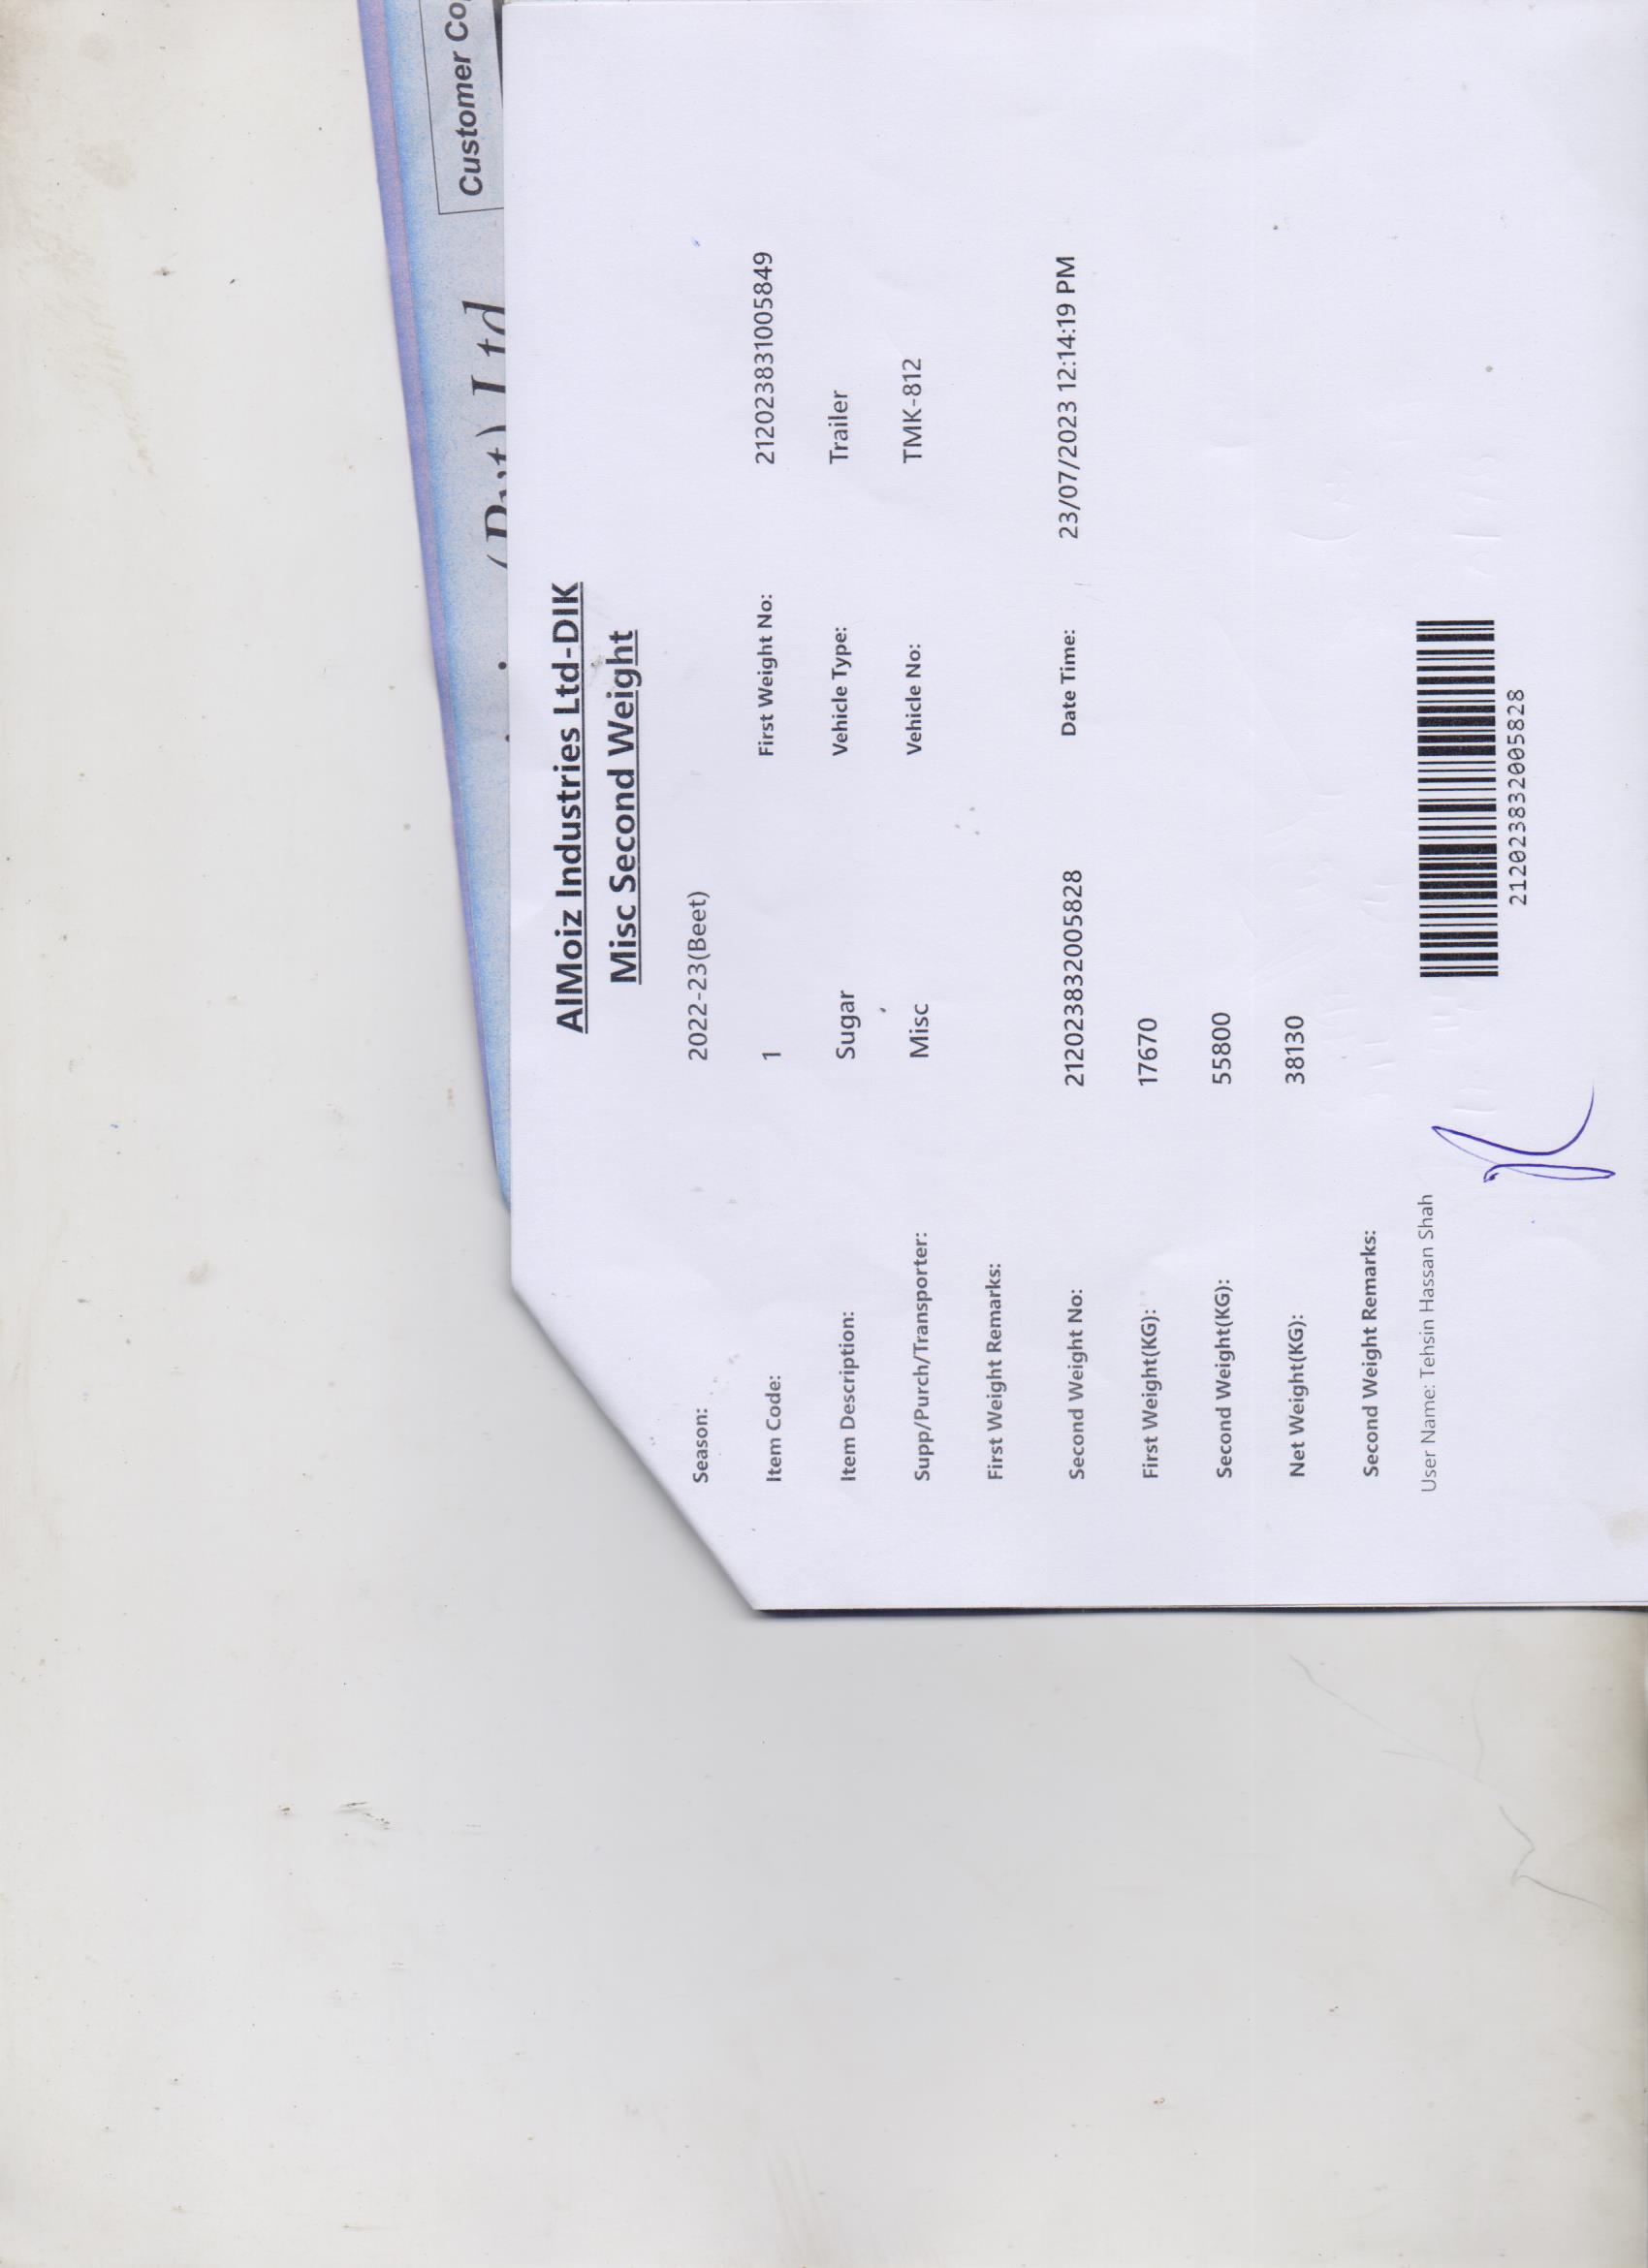 Customer Co
Ltd
AlMoiz Industries Ltd-DIK
Misc Second Weight
Season: 2022-23(Beet)
Item Code: 1 First Weight No: 212023831005849
Item Description: Sugar Vehicle Type: Trailer
Supp/Purch/Transporter: Misc Vehicle No: TMK-812
First Weight Remarks:
Second Weight No: 212023832005828 Date Time: 23/07/2023 12:14:19 PM
First Weight(KG): 17670
Second Weight(KG): 55800
Net Weight(KG): 38130
Second Weight Remarks:
User Name: Tehsin Hassan Shah
212023832005828